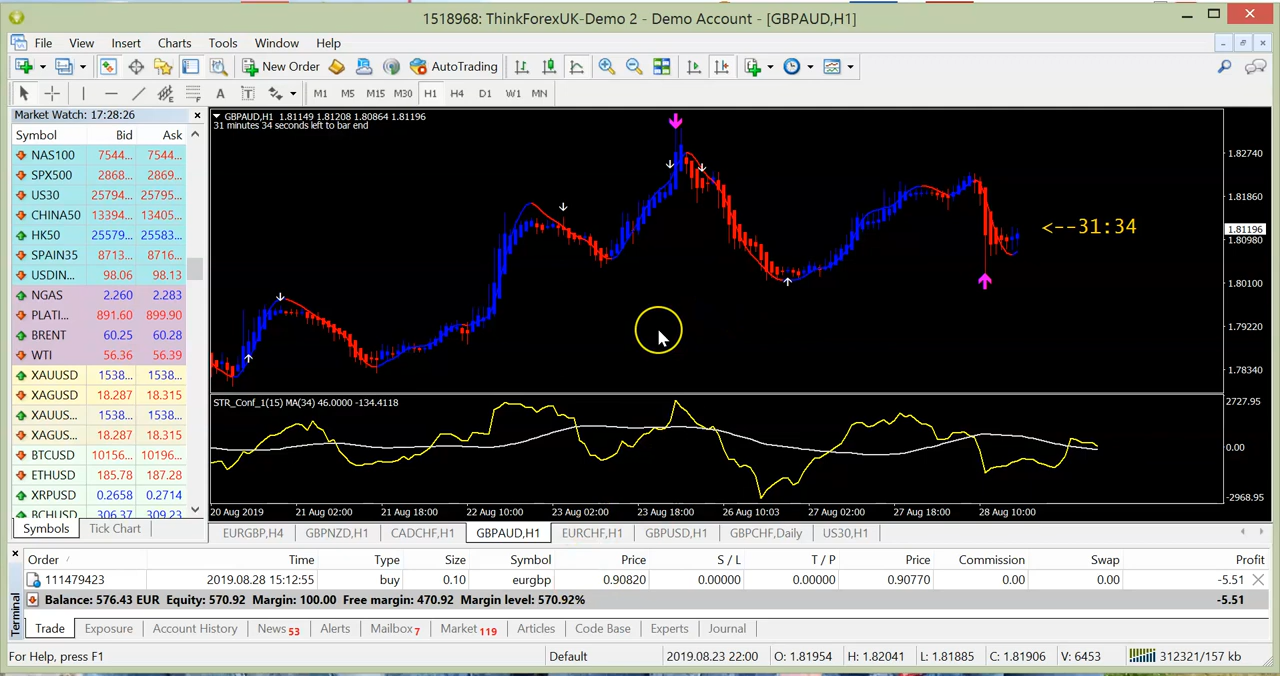 1518968: ThinkForexUK-Demo 2 - Demo Account - [GBPAUD,H1]
File View Insert Charts Tools Window Help
New Order AutoTrading
A T M1 M5 M15 M30 H1 H4 D1 W1 MN
Market Watch: 17:28:26
Symbol Bid Ask
NAS100 7544... 7544...
SPX500 2868... 2869...
US30 25794... 25795...
CHINA50 13394... 13405...
HK50 25579... 25583...
SPAIN35 8713... 8716...
USDIN... 98.06 98.13
NGAS 2.260 2.283
PLATI... 891.60 899.90
BRENT 60.25 60.28
WTI 56.36 56.39
XAUUSD 1538... 1538...
XAGUSD 18.287 18.315
XAUUS... 1538... 1538...
XAGUS... 18.287 18.315
BTCUSD 10156... 10196...
ETHUSD 185.78 187.28
XRPUSD 0.2658 0.2714
BCHUSD 306.37 309.23
Symbols Tick Chart
GBPAUD,H1 1.81149 1.81208 1.80864 1.81196
31 minutes 34 seconds left to bar end
<--31:34
1.82740
1.81860
1.81196
1.80980
1.80100
1.79220
1.78340
STR_Conf_1(15) MA(34) 46.0000 -134.4118
2727.95
0.00
-2968.95
20 Aug 2019 21 Aug 02:00 21 Aug 18:00 22 Aug 10:00 23 Aug 02:00 23 Aug 18:00 26 Aug 10:03 27 Aug 02:00 27 Aug 18:00 28 Aug 10:00
EURGBP,H4 GBPNZD,H1 CADCHF,H1 GBPAUD,H1 EURCHF,H1 GBPUSD,H1 GBPCHF,Daily US30,H1
Order / Time Type Size Symbol Price S / L T / P Price Commission Swap Profit
111479423 2019.08.28 15:12:55 buy 0.10 eurgbp 0.90820 0.00000 0.00000 0.90770 0.00 0.00 -5.51
Balance: 576.43 EUR Equity: 570.92 Margin: 100.00 Free margin: 470.92 Margin level: 570.92% -5.51
Terminal
Trade Exposure Account History News 53 Alerts Mailbox 7 Market 119 Articles Code Base Experts Journal
For Help, press F1 Default 2019.08.23 22:00 O: 1.81954 H: 1.82041 L: 1.81885 C: 1.81906 V: 6453 312321/157 kb